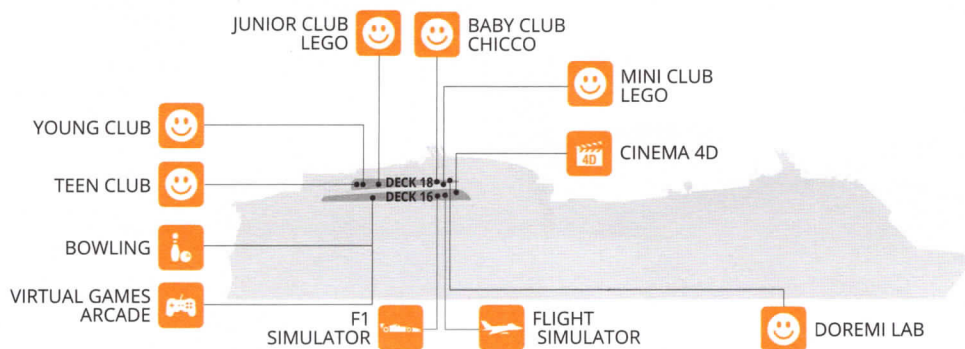 JUNIOR CLUB
LEGO
BABY CLUB
CHICCO
MINI CLUB
LEGO
YOUNG CLUB
CINEMA 4D
4D
TEEN CLUB
DECK 18
DECK 16
BOWLING
VIRTUAL GAMES
ARCADE
F1
SIMULATOR
FLIGHT
SIMULATOR
DOREMI LAB